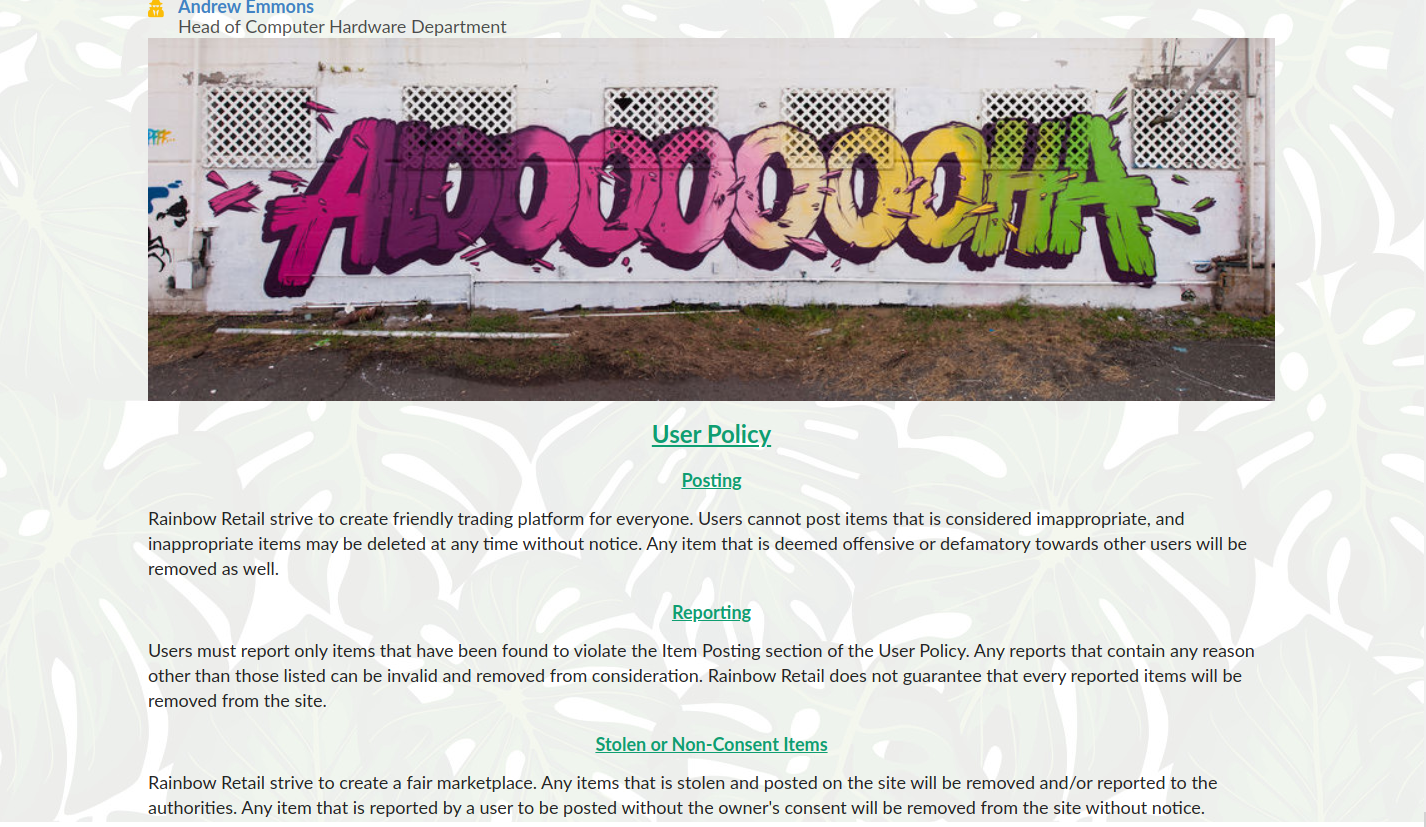 Andrew Emmons
Head of Computer Hardware Department
ALOOOOOOOHA
User Policy
Posting
Rainbow Retail strive to create friendly trading platform for everyone. Users cannot post items that is considered imappropriate, and
inappropriate items may be deleted at any time without notice. Any item that is deemed offensive or defamatory towards other users will be
removed as well.
Reporting
Users must report only items that have been found to violate the Item Posting section of the User Policy. Any reports that contain any reason
other than those listed can be invalid and removed from consideration. Rainbow Retail does not guarantee that every reported items will be
removed from the site.
Stolen or Non-Consent Items
Rainbow Retail strive to create a fair marketplace. Any items that is stolen and posted on the site will be removed and/or reported to the
authorities. Any item that is reported by a user to be posted without the owner's consent will be removed from the site without notice.